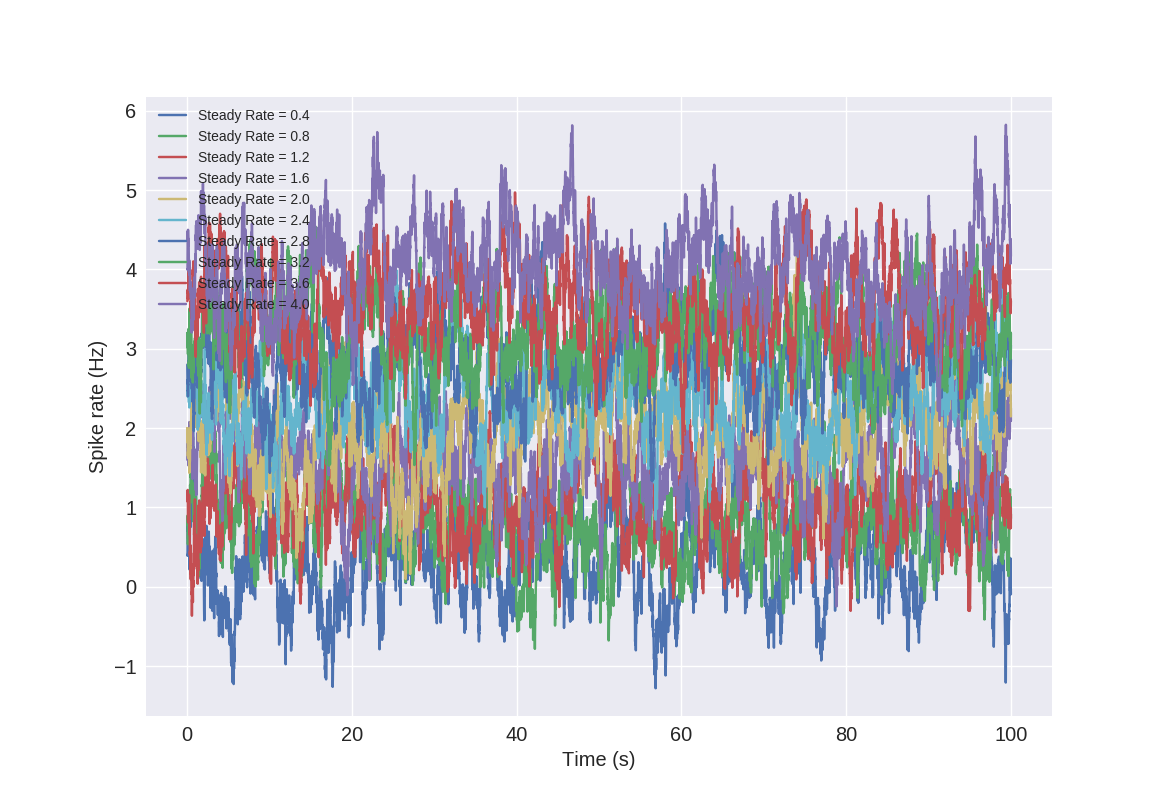 6
5
4
3
2
1
0
−1
Spike rate (Hz)
Steady Rate = 0.4
Steady Rate = 0.8
Steady Rate = 1.2
Steady Rate = 1.6
Steady Rate = 2.0
Steady Rate = 2.4
Steady Rate = 2.8
Steady Rate = 3.2
Steady Rate = 3.6
Steady Rate = 4.0
0 20 40 60 80 100
Time (s)